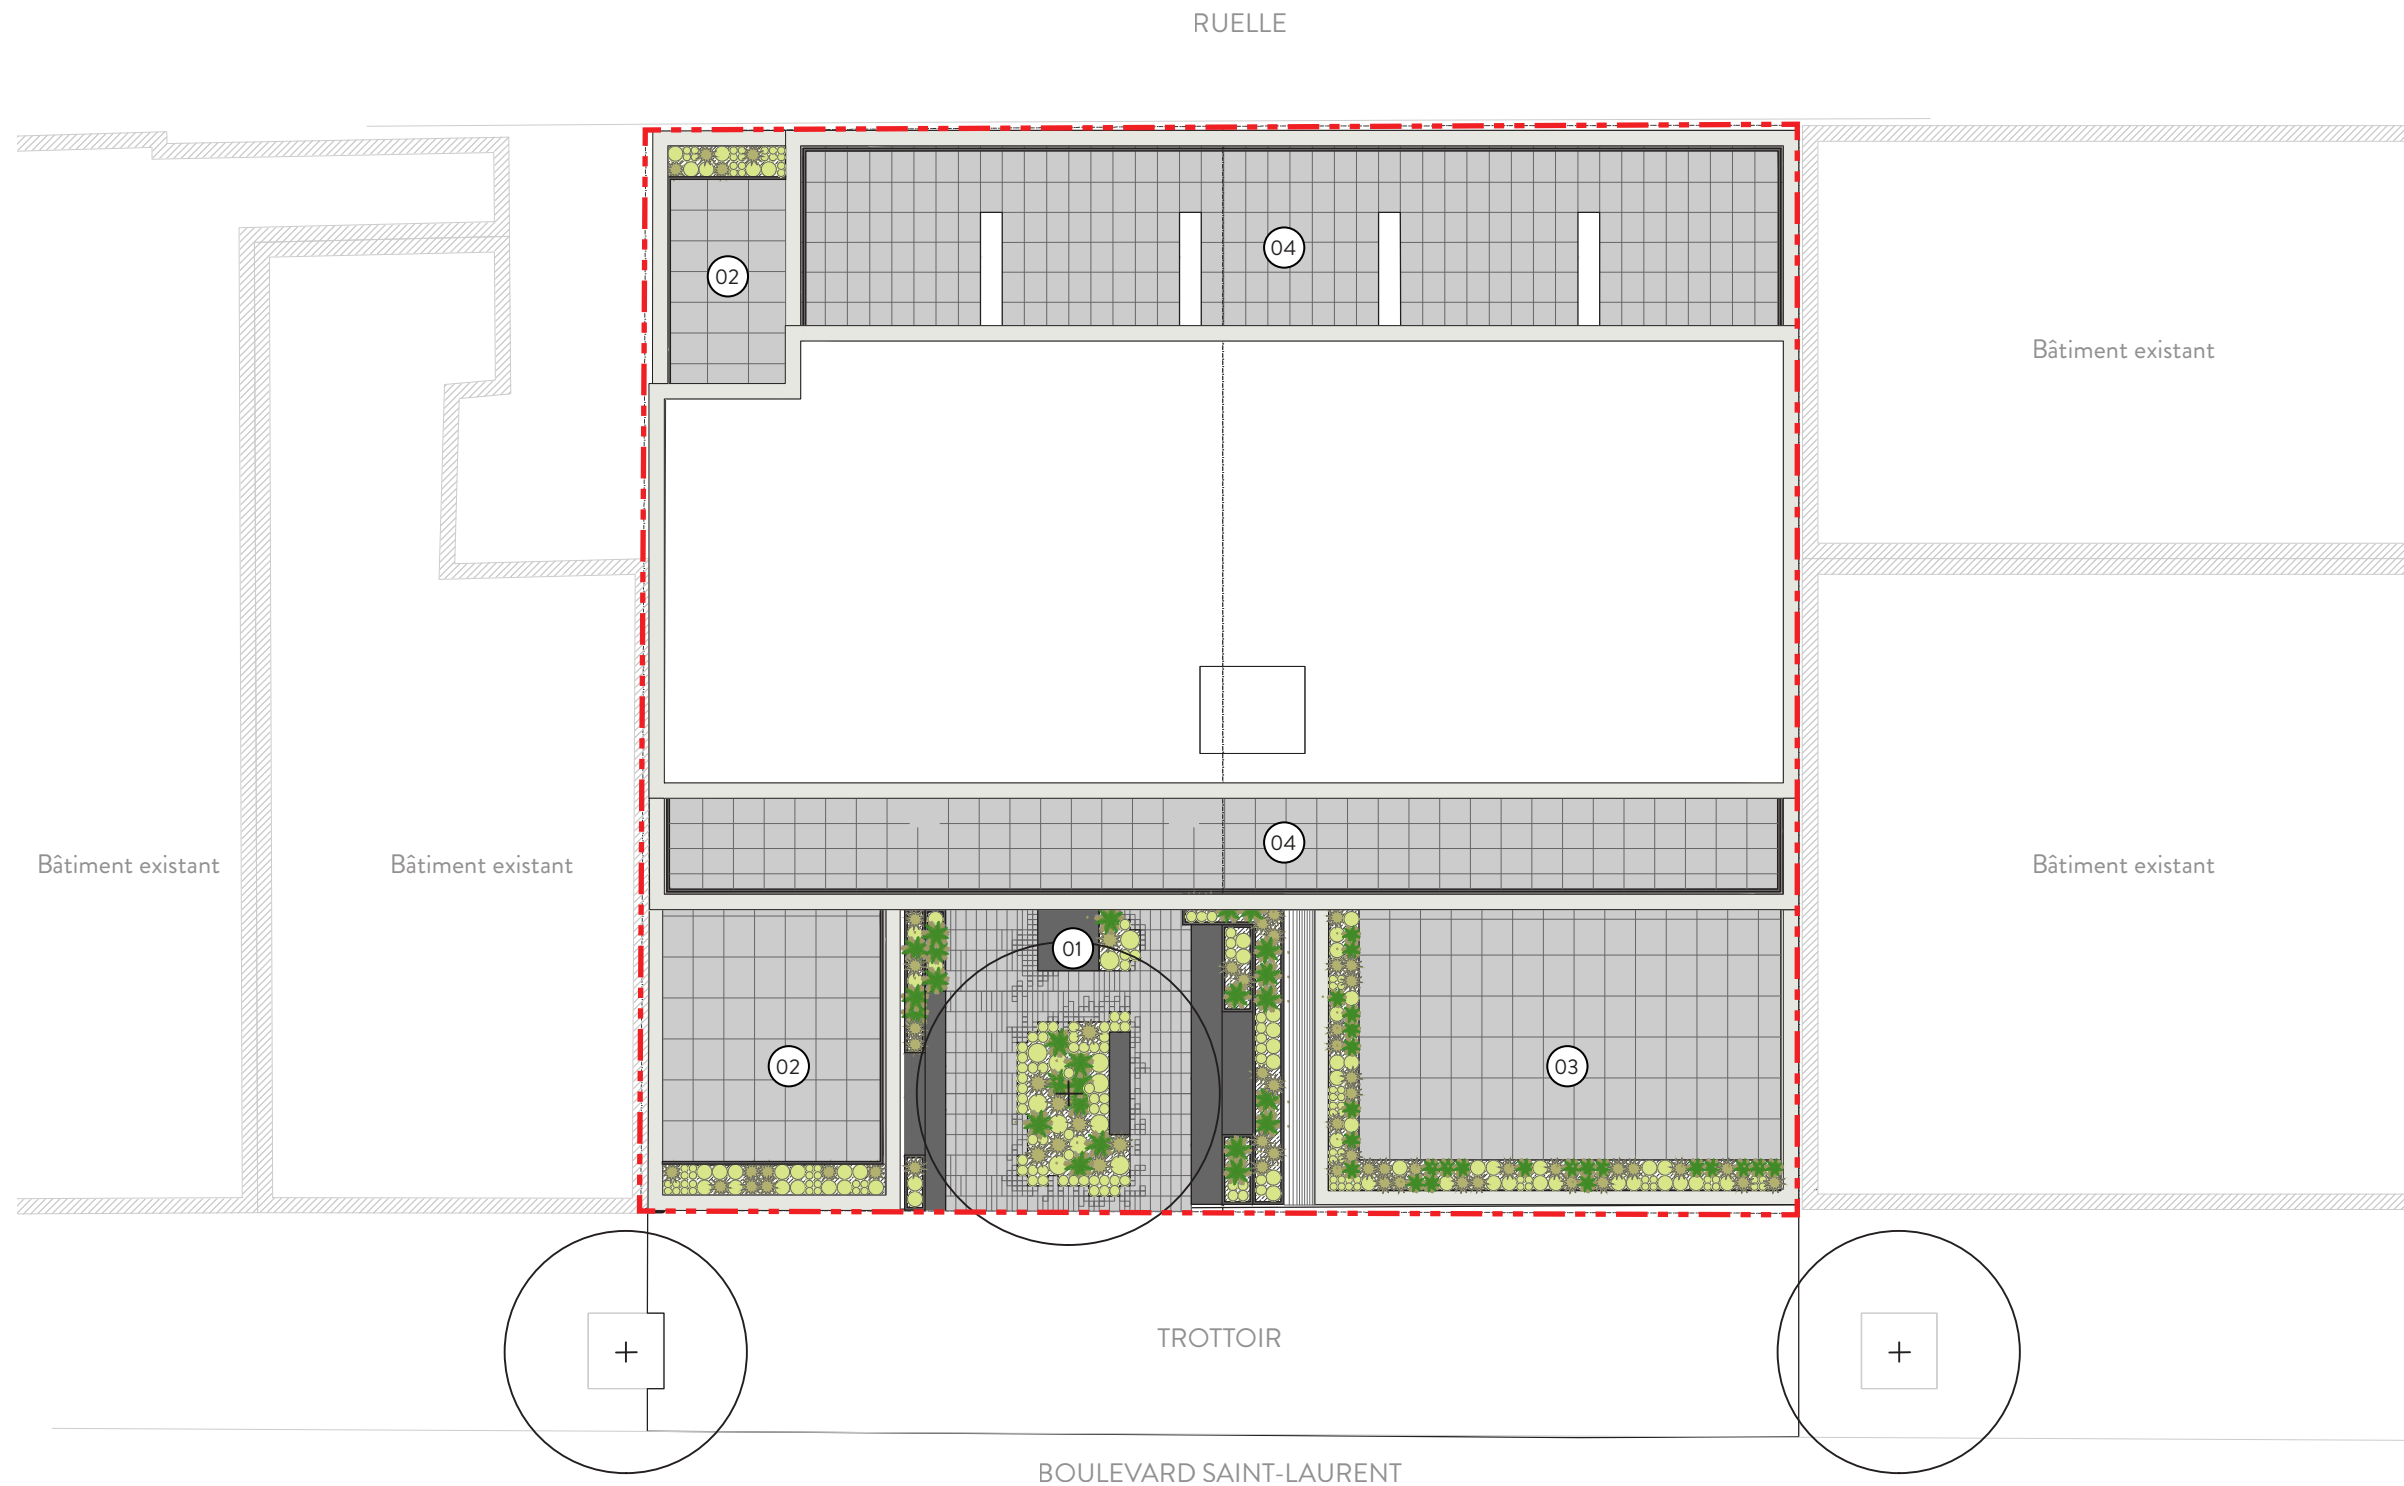 RUELLE
04
02
Bâtiment existant
04
Bâtiment existant
Bâtiment existant
Bâtiment existant
01
02
03
TROTTOIR
BOULEVARD SAINT-LAURENT